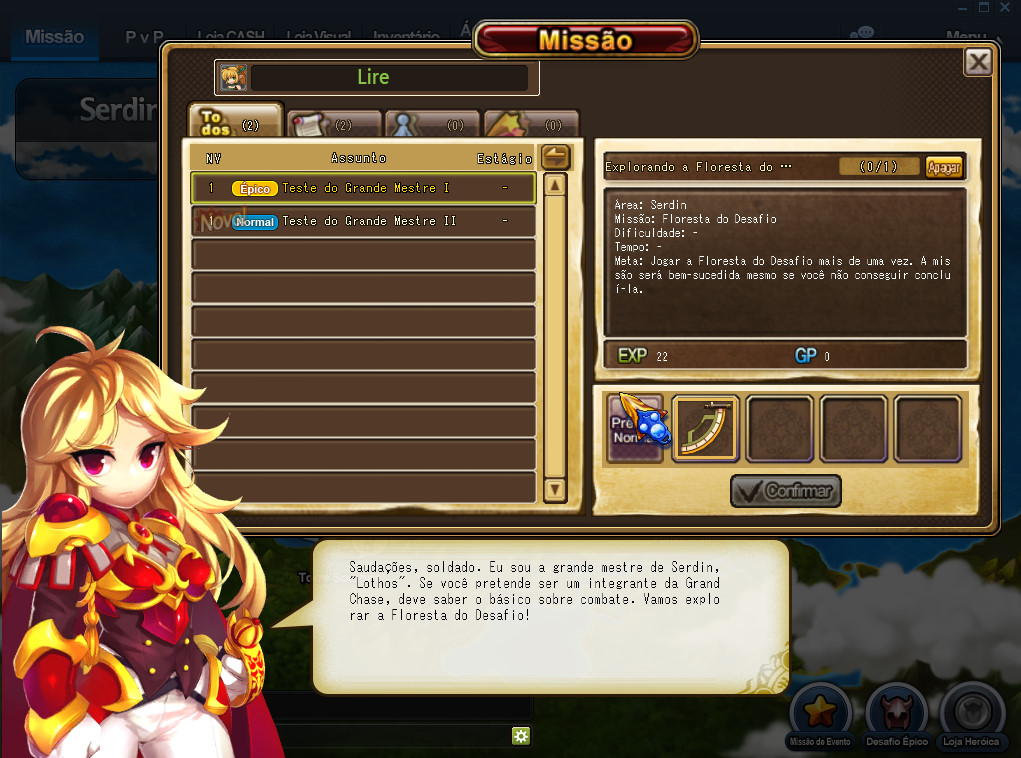 Missão
Missão
P v P
Loja CASH
Loja Visual
Inventário
Menu
Lire
Serdin
To
dos
(2)
(2)
(0)
(0)
NV
Assunto
Estágio
1 Épico Teste do Grande Mestre I -
Novo! 1 Normal Teste do Grande Mestre II -
Explorando a Floresta do ···
(0/1)
Apagar
Area: Serdin
Missão: Floresta do Desafio
Dificuldade: -
Tempo: -
Meta: Jogar a Floresta do Desafio mais de uma vez. A mis
são será bem-sucedida mesmo se você não conseguir conclu
í-la.
EXP 22
GP 0
Confirmar
Saudações, soldado. Eu sou a grande mestre de Serdin,
"Lothos". Se você pretende ser um integrante da Grand
Chase, deve saber o básico sobre combate. Vamos explo
rar a Floresta do Desafio!
Missão de Evento
Desafio Épico
Loja Heróica